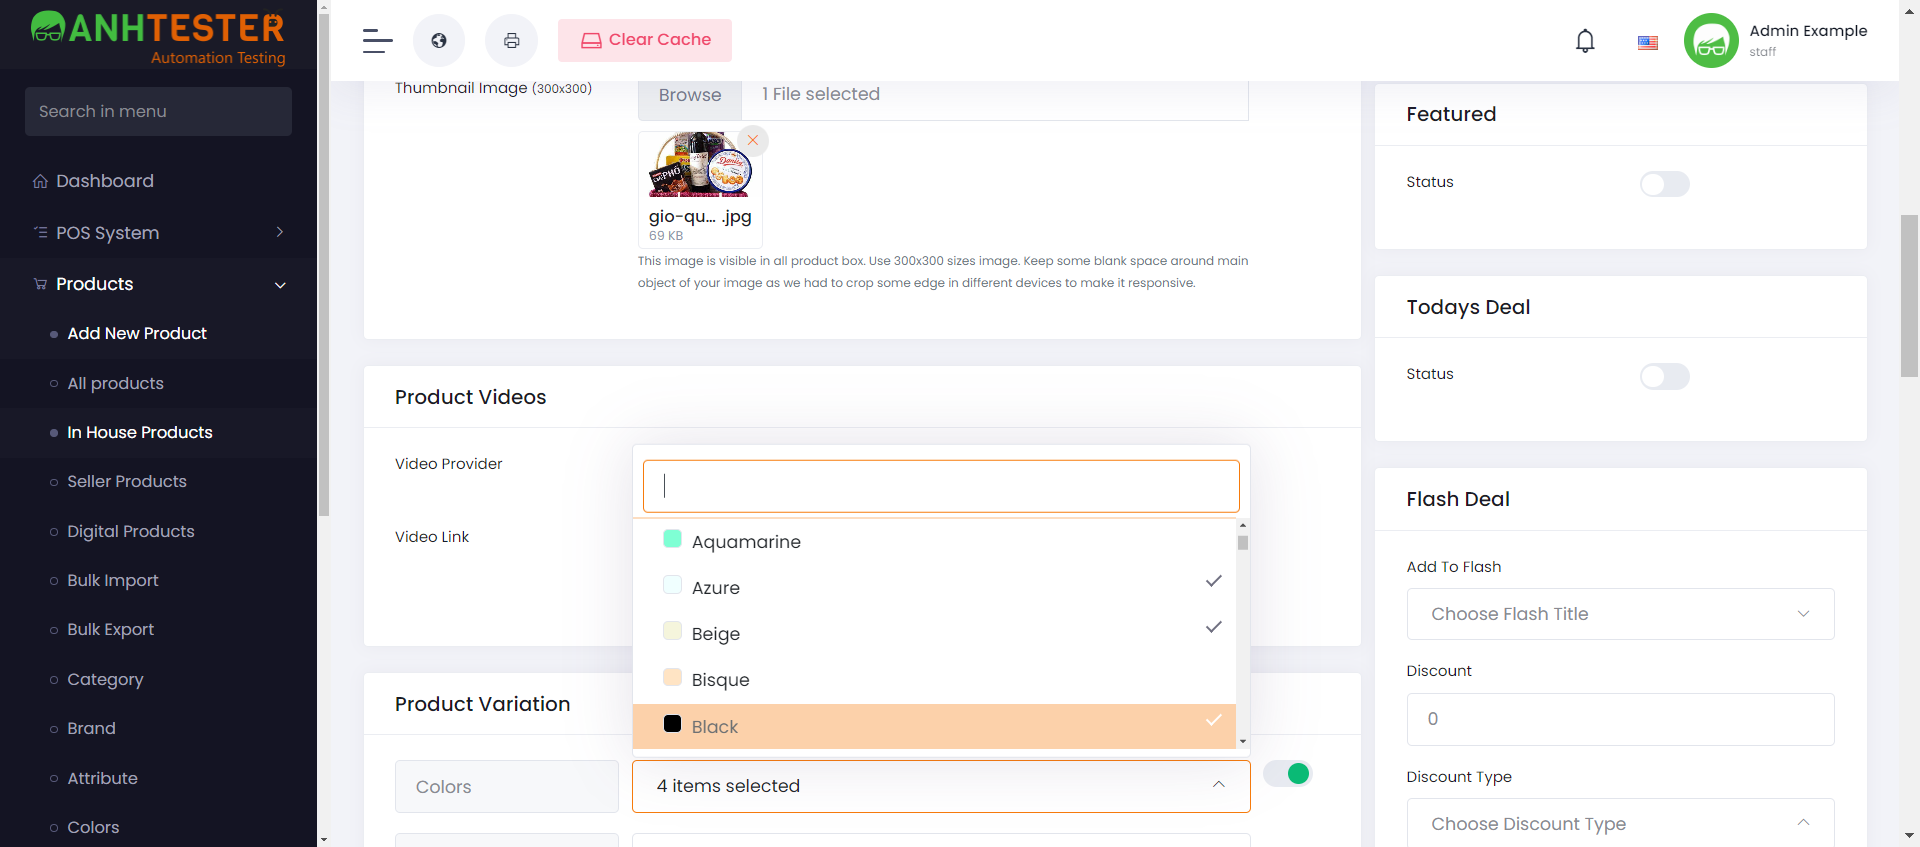 ANHTESTER
Automation Testing
Search in menu
Dashboard
POS System
Products
Add New Product
All products
In House Products
Seller Products
Digital Products
Bulk Import
Bulk Export
Category
Brand
Attribute
Colors
Clear Cache
Admin Example
staff
Thumbnail Image (300x300)
Browse
1 File selected
gio-qu... .jpg
69 KB
This image is visible in all product box. Use 300x300 sizes image. Keep some blank space around main
object of your image as we had to crop some edge in different devices to make it responsive.
Product Videos
Video Provider
Video Link
Aquamarine
Azure
Beige
Bisque
Black
Product Variation
Colors
4 items selected
Featured
Status
Todays Deal
Status
Flash Deal
Add To Flash
Choose Flash Title
Discount
0
Discount Type
Choose Discount Type